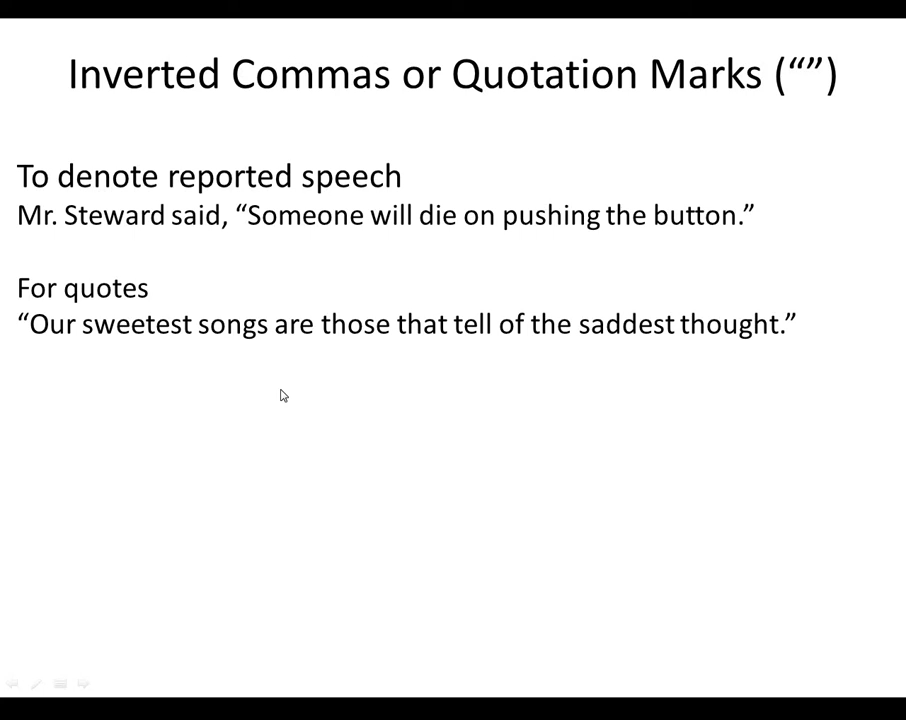 Inverted Commas or Quotation Marks (“”)
To denote reported speech
Mr. Steward said, “Someone will die on pushing the button.”
For quotes
“Our sweetest songs are those that tell of the saddest thought.”